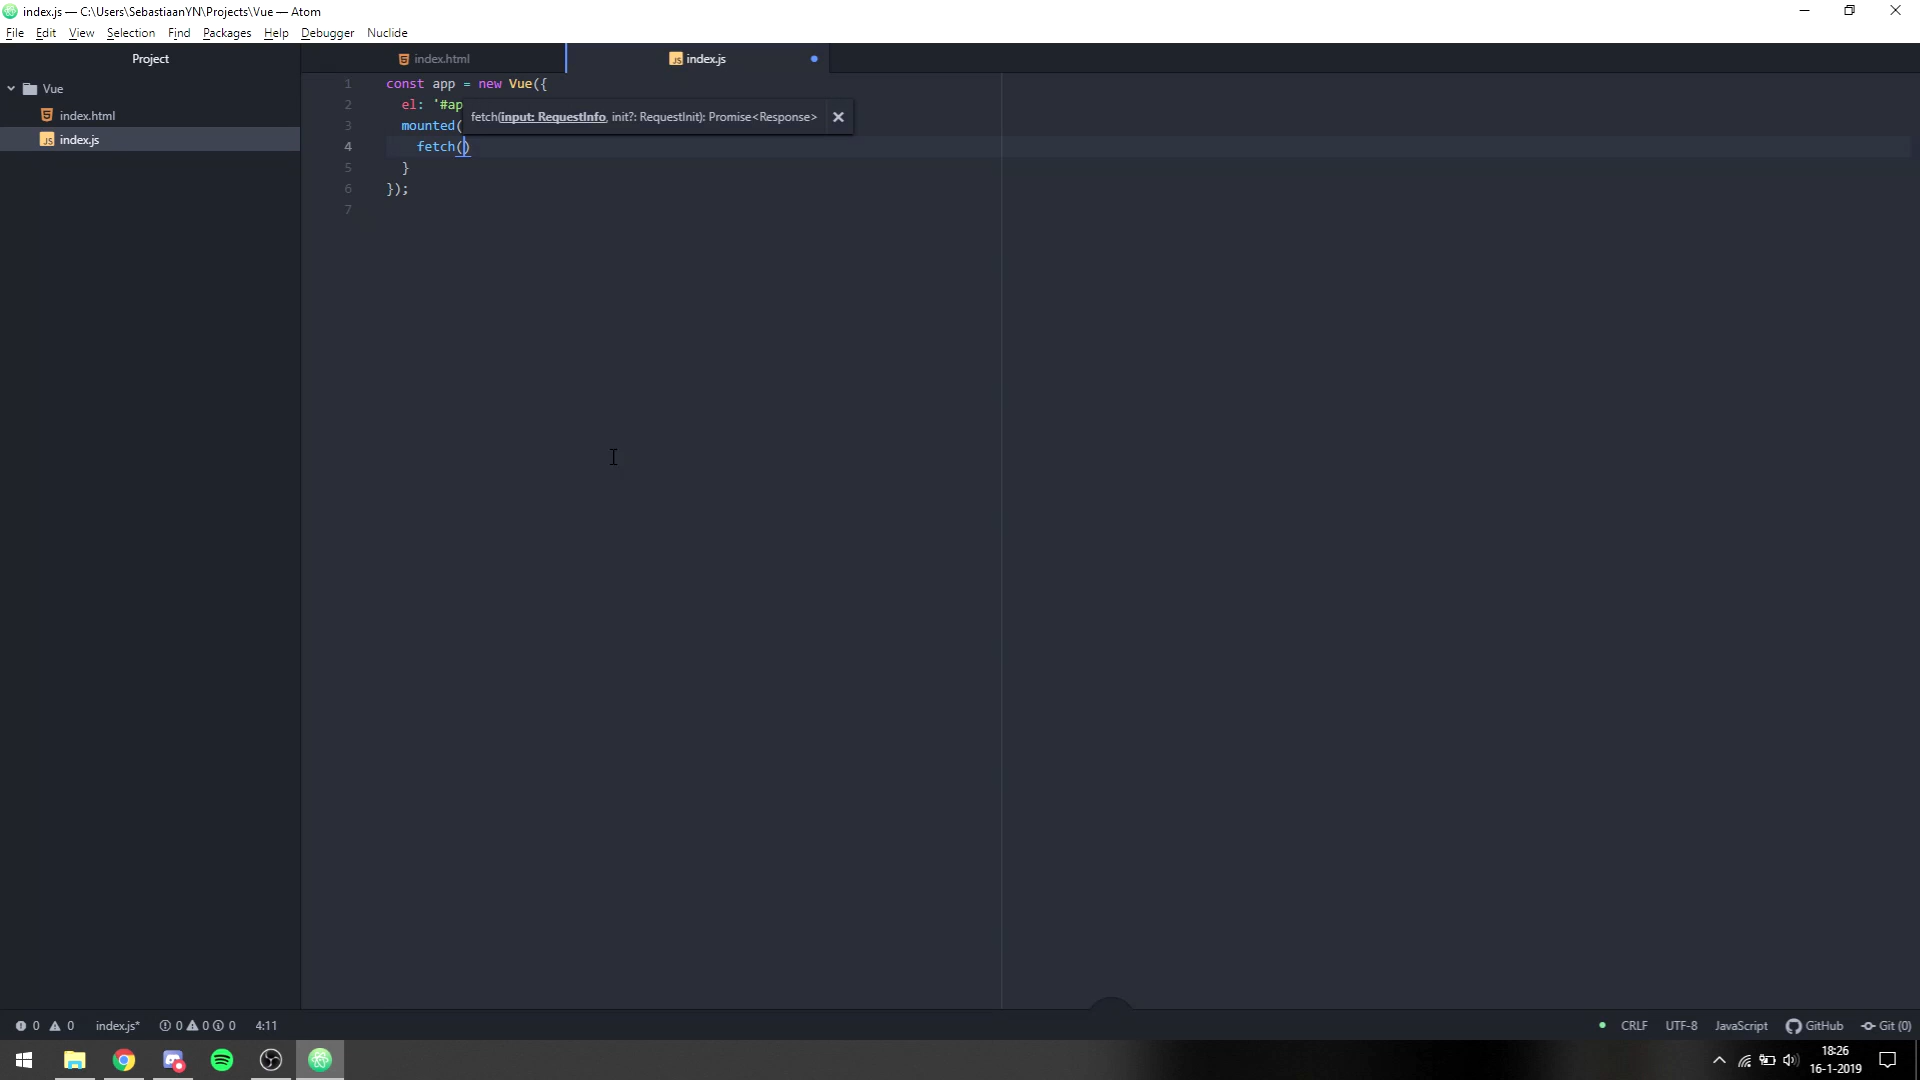 index.js — C:\Users\SebastiaanYN\Projects\Vue — Atom
File Edit View Selection Find Packages Help Debugger Nuclide
Project
index.html
index.js
Vue
index.html
index.js
1 const app = new Vue({
2 el: '#ap
fetch(input: RequestInfo, init?: RequestInit): Promise<Response>
3 mounted(
4 fetch()
5 }
6 });
7
0 0 index.js* 0 0 0 4:11
CRLF UTF-8 JavaScript GitHub Git (0)
18:26
16-1-2019